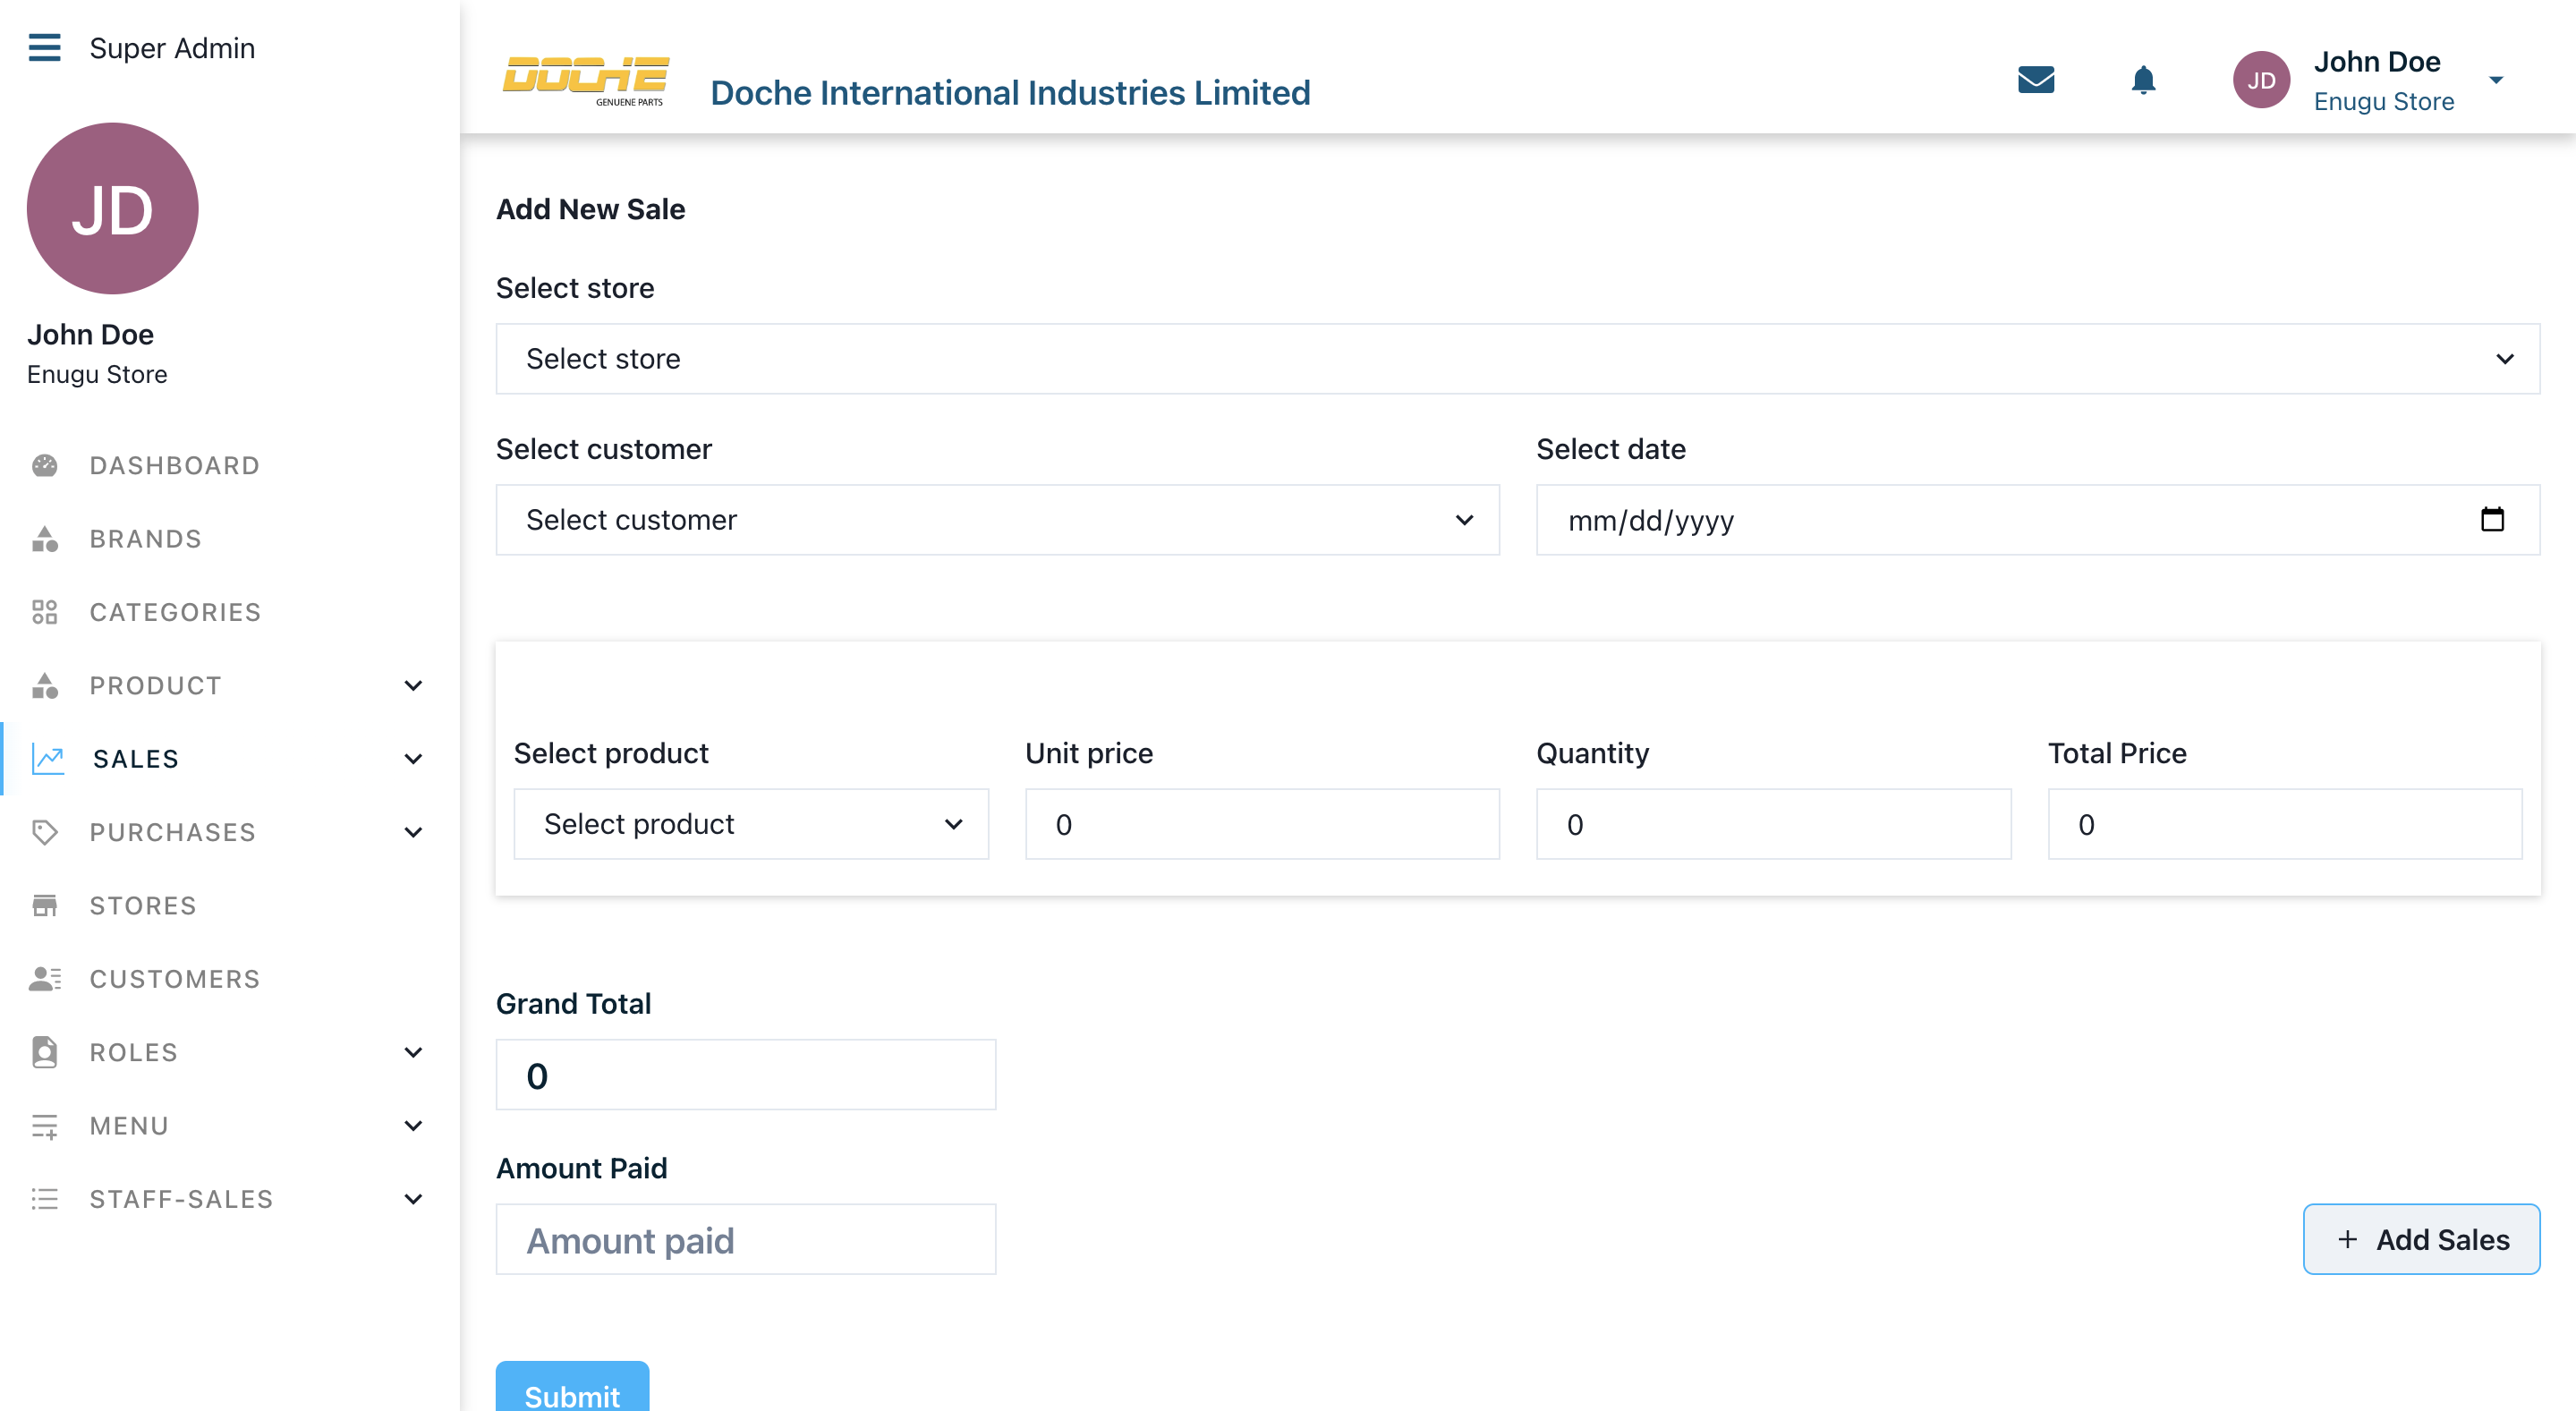 Super Admin
JD
John Doe
Enugu Store
DASHBOARD
BRANDS
CATEGORIES
PRODUCT
SALES
PURCHASES
STORES
CUSTOMERS
ROLES
MENU
STAFF-SALES
DOCHE
GENUENE PARTS
Doche International Industries Limited
JD
John Doe
Enugu Store
Add New Sale
Select store
Select store
Select customer
Select date
Select customer
mm/dd/yyyy
Select product
Unit price
Quantity
Total Price
Select product
0
0
0
Grand Total
0
Amount Paid
Amount paid
+ Add Sales
Submit